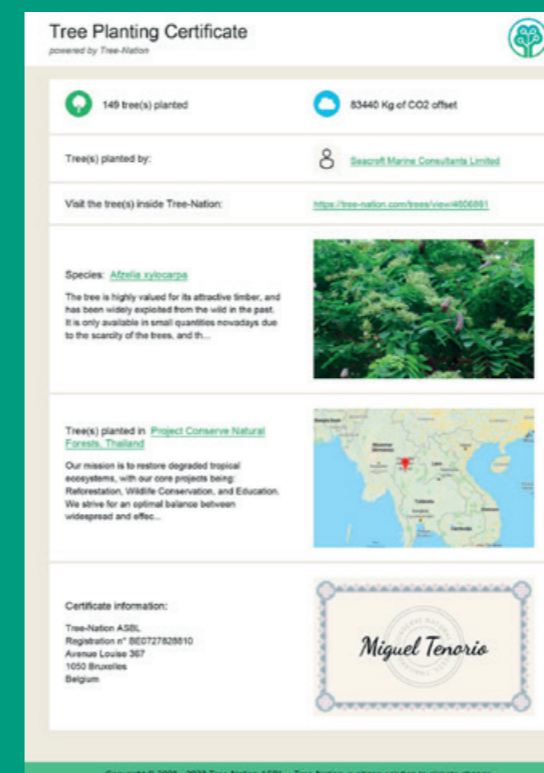 Tree Planting Certificate
powered by Tree-Nation
149 tree(s) planted
83440 Kg of CO2 offset
Tree(s) planted by:
Seacroft Marine Consultants Limited
Visit the tree(s) inside Tree-Nation:
https://tree-nation.com/trees/view/4606891
Species: Afzelia xylocarpa
The tree is highly valued for its attractive timber, and
has been widely exploited from the wild in the past.
It is only available in small quantities nowadays due
to the scarcity of the trees, and th...
Tree(s) planted in Project Conserve Natural
Forests, Thailand
Our mission is to restore degraded tropical
ecosystems, with our core projects being:
Reforestation, Wildlife Conservation, and Education.
We strive for an optimal balance between
widespread and effec...
Myanmar
Laos
Thailand
Cambodia
Vietnam
Certificate information:
Tree-Nation ASBL
Registration n° BE0727828810
Avenue Louise 367
1050 Bruxelles
Belgium
Miguel Tenorio